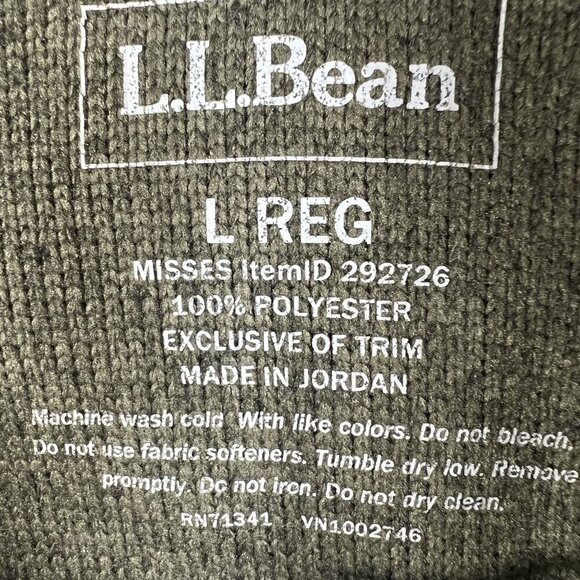 L.L.Bean
L REG
MISSES ItemID 292726
100% POLYESTER
EXCLUSIVE OF TRIM
MADE IN JORDAN
Machine wash cold With like colors. Do not bleach.
Do not use fabric softeners. Tumble dry low. Remove
promptly. Do not iron. Do not dry clean.
RN71341 VN1002746